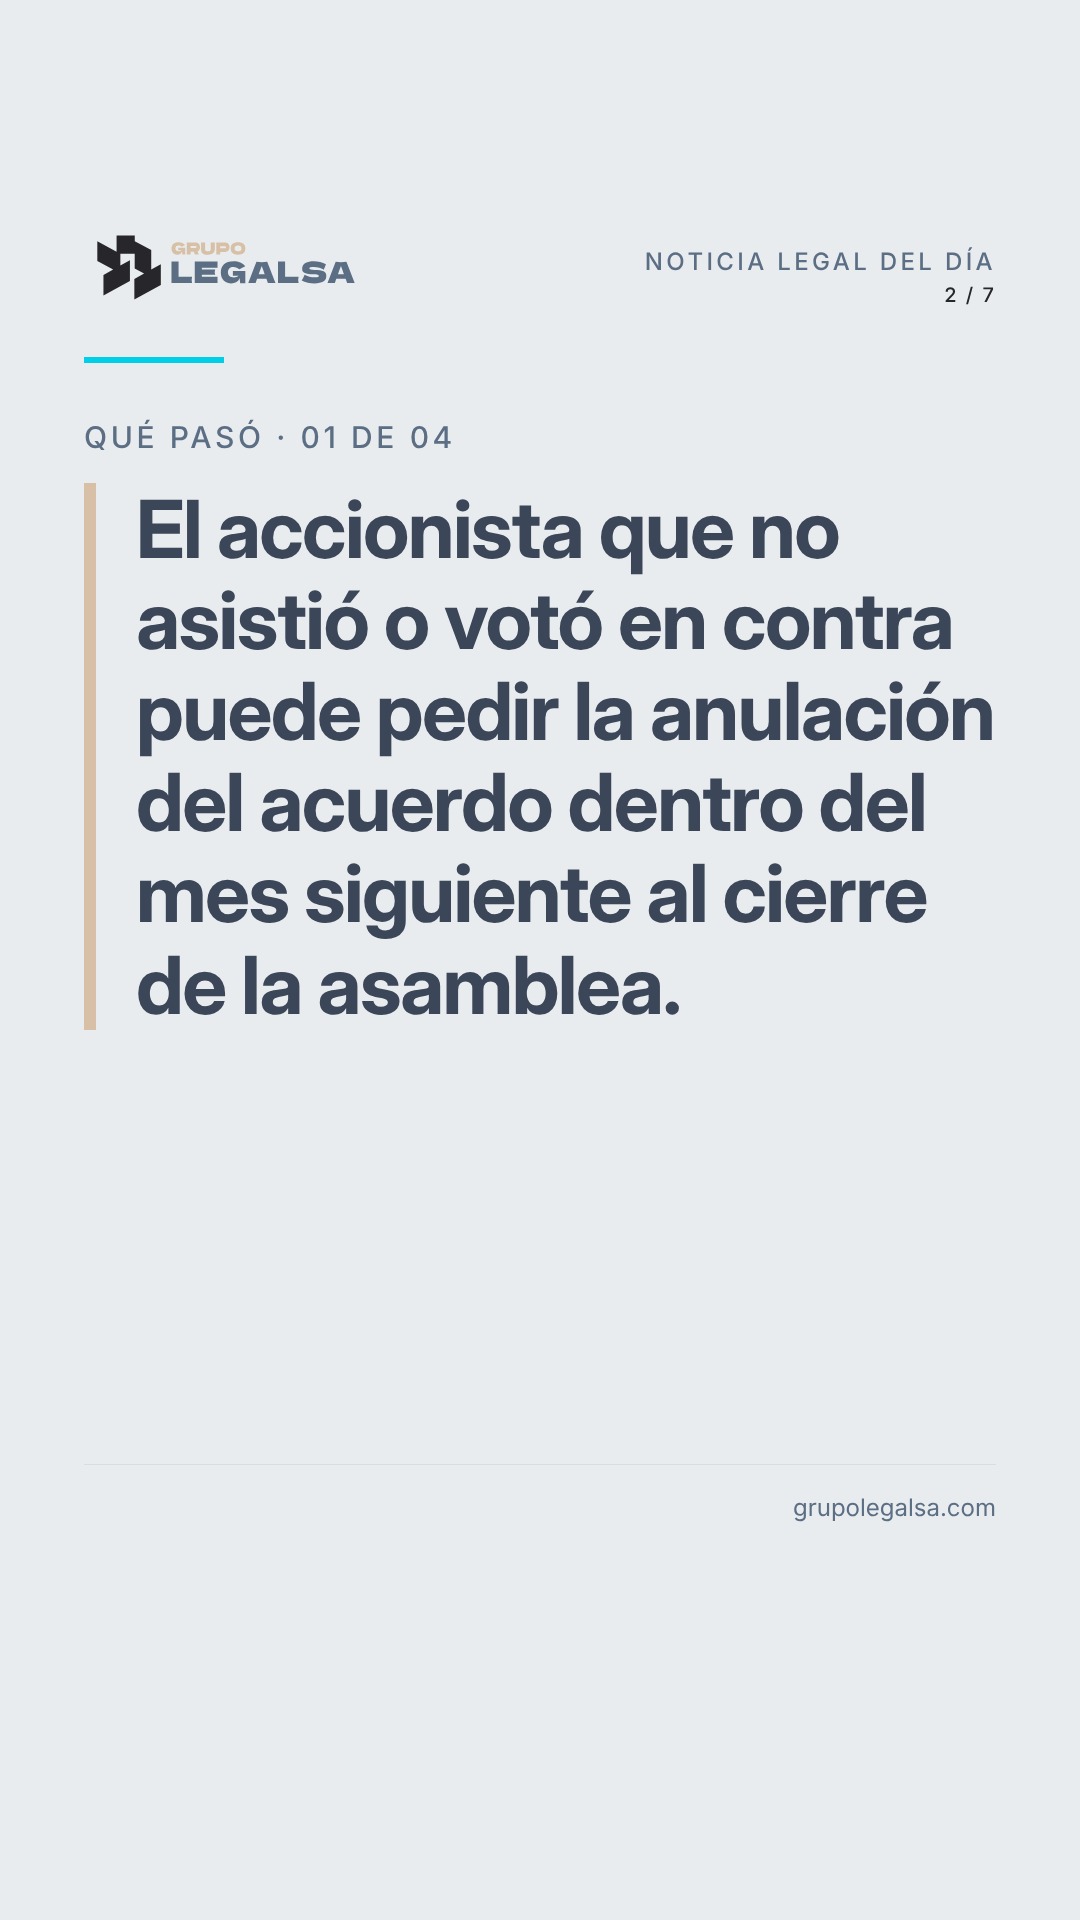 GRUPO
LEGALSA
NOTICIA LEGAL DEL DÍA
2 / 7
QUÉ PASÓ · 01 DE 04
El accionista que no
asistió o votó en contra
puede pedir la anulación
del acuerdo dentro del
mes siguiente al cierre
de la asamblea.
grupolegalsa.com